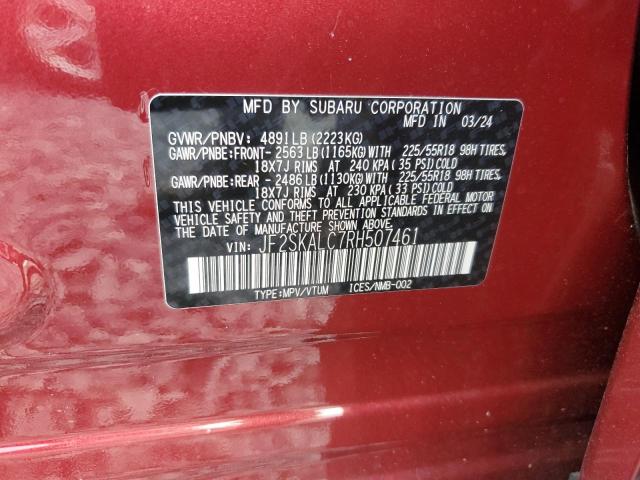 MFD BY SUBARU CORPORATION
MFD IN 03/24
GVWR/PNBV: 4891LB(2223KG)
GAWR/PNBE:FRONT-2563LB(1165KG)WITH 225/55R18 98H TIRES,
18X7J RIMS AT 240 KPA (35 PSI)COLD
GAWR/PNBE:REAR -2486LB(1130KG)WITH 225/55R18 98H TIRES,
18X7J RIMS AT 230 KPA (33 PSI)COLD
THIS VEHICLE CONFORMS TO ALL APPLICABLE FEDERAL MOTOR
VEHICLE SAFETY AND THEFT PREVENTION STANDARDS IN EFFECT ON
THE DATE OF MANUFACTURE SHOWN ABOVE.
VIN: JF2SKALC7RH507461
TYPE:MPV/VTUM ICES/NMB-002